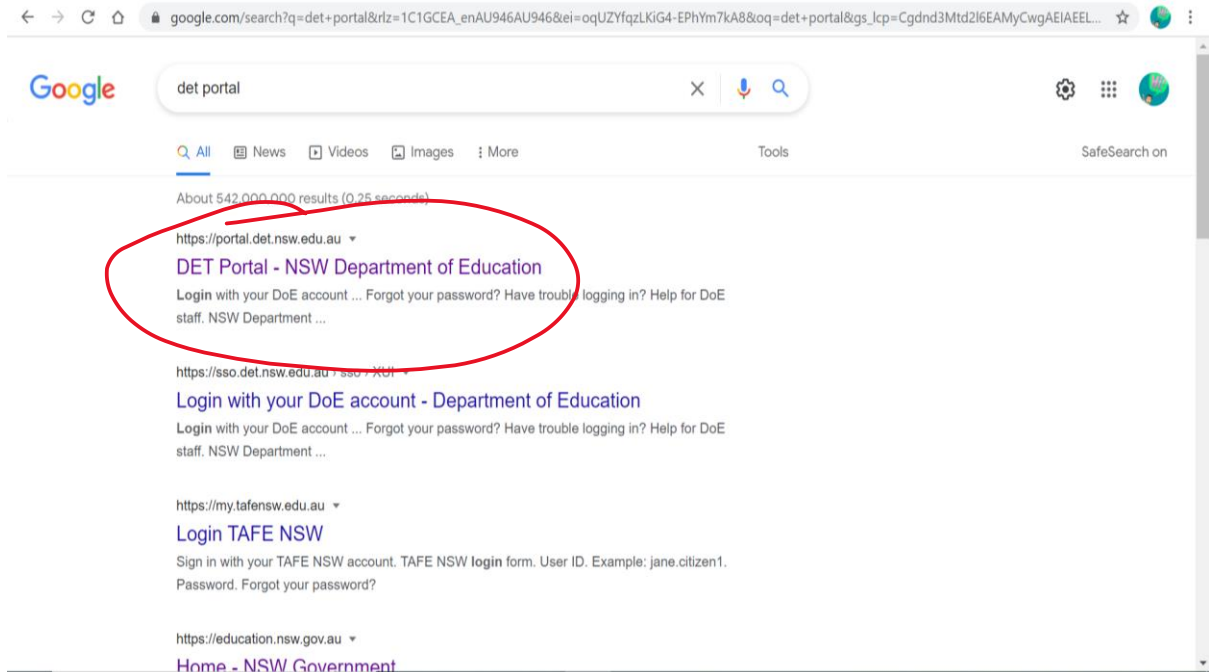 google.com/search?q=det+portal&rlz=1C1GCEA_enAU946AU946&ei=oqUZYfqzLKiG4-EPhYm7kA8&oq=det+portal&gs_lcp=Cgdnd3Mtd2l6EAMyCwgAEIAEEL...
Google
det portal
All News Videos Images More Tools SafeSearch on
About 542,000,000 results (0.25 seconds)
https://portal.det.nsw.edu.au
DET Portal - NSW Department of Education
Login with your DoE account ... Forgot your password? Have trouble logging in? Help for DoE
staff. NSW Department ...
https://sso.det.nsw.edu.au › sso › XUI
Login with your DoE account - Department of Education
Login with your DoE account ... Forgot your password? Have trouble logging in? Help for DoE
staff. NSW Department ...
https://my.tafensw.edu.au
Login TAFE NSW
Sign in with your TAFE NSW account. TAFE NSW login form. User ID. Example: jane.citizen1.
Password. Forgot your password?
https://education.nsw.gov.au
Home - NSW Government